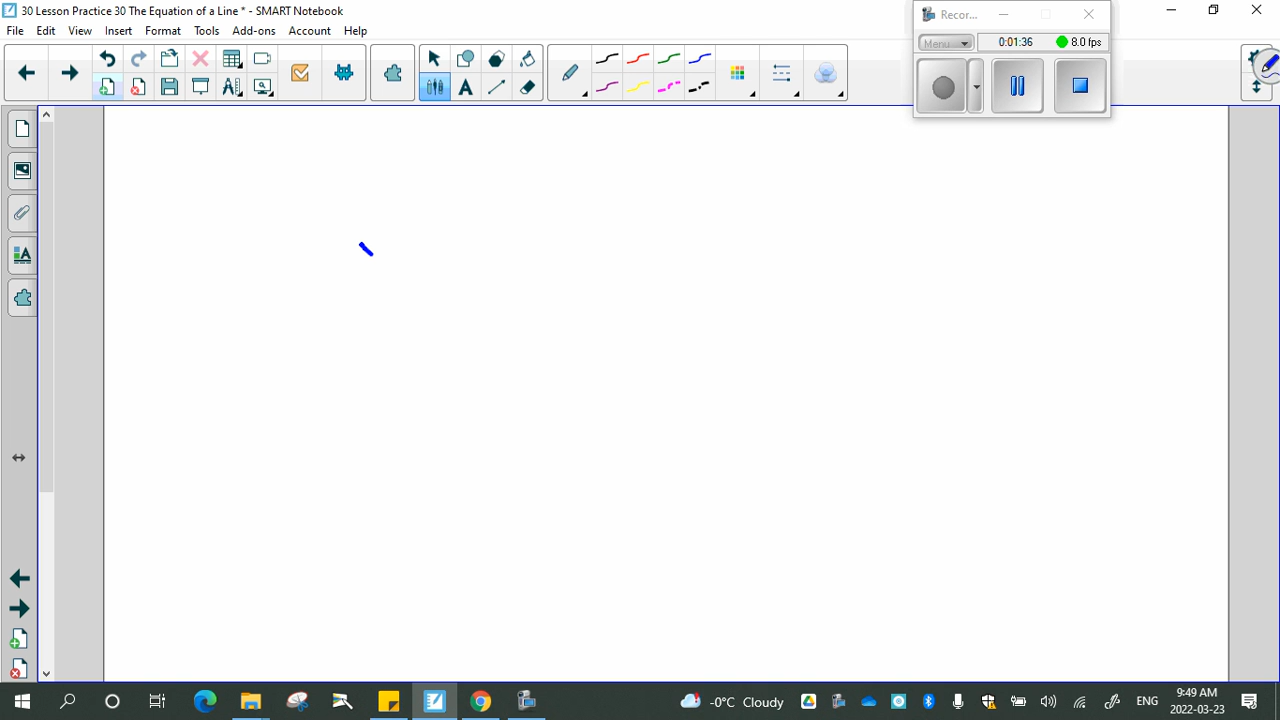 30 Lesson Practice 30 The Equation of a Line * - SMART Notebook
Recor...
File Edit View Insert Format Tools Add-ons Account Help
Menu 0:01:36 8.0 fps
A
A
-0°C Cloudy
ENG
9:49 AM
2022-03-23